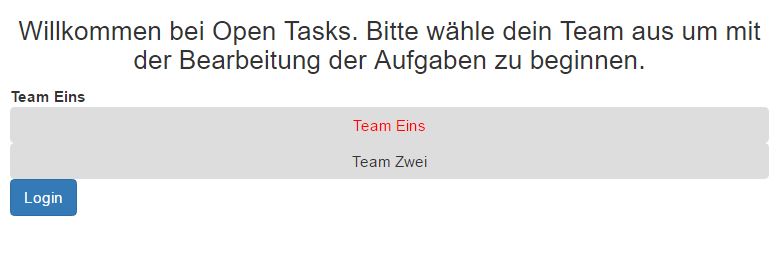 Willkommen bei Open Tasks. Bitte wähle dein Team aus um mit
der Bearbeitung der Aufgaben zu beginnen.
Team Eins
Team Eins
Team Zwei
Login